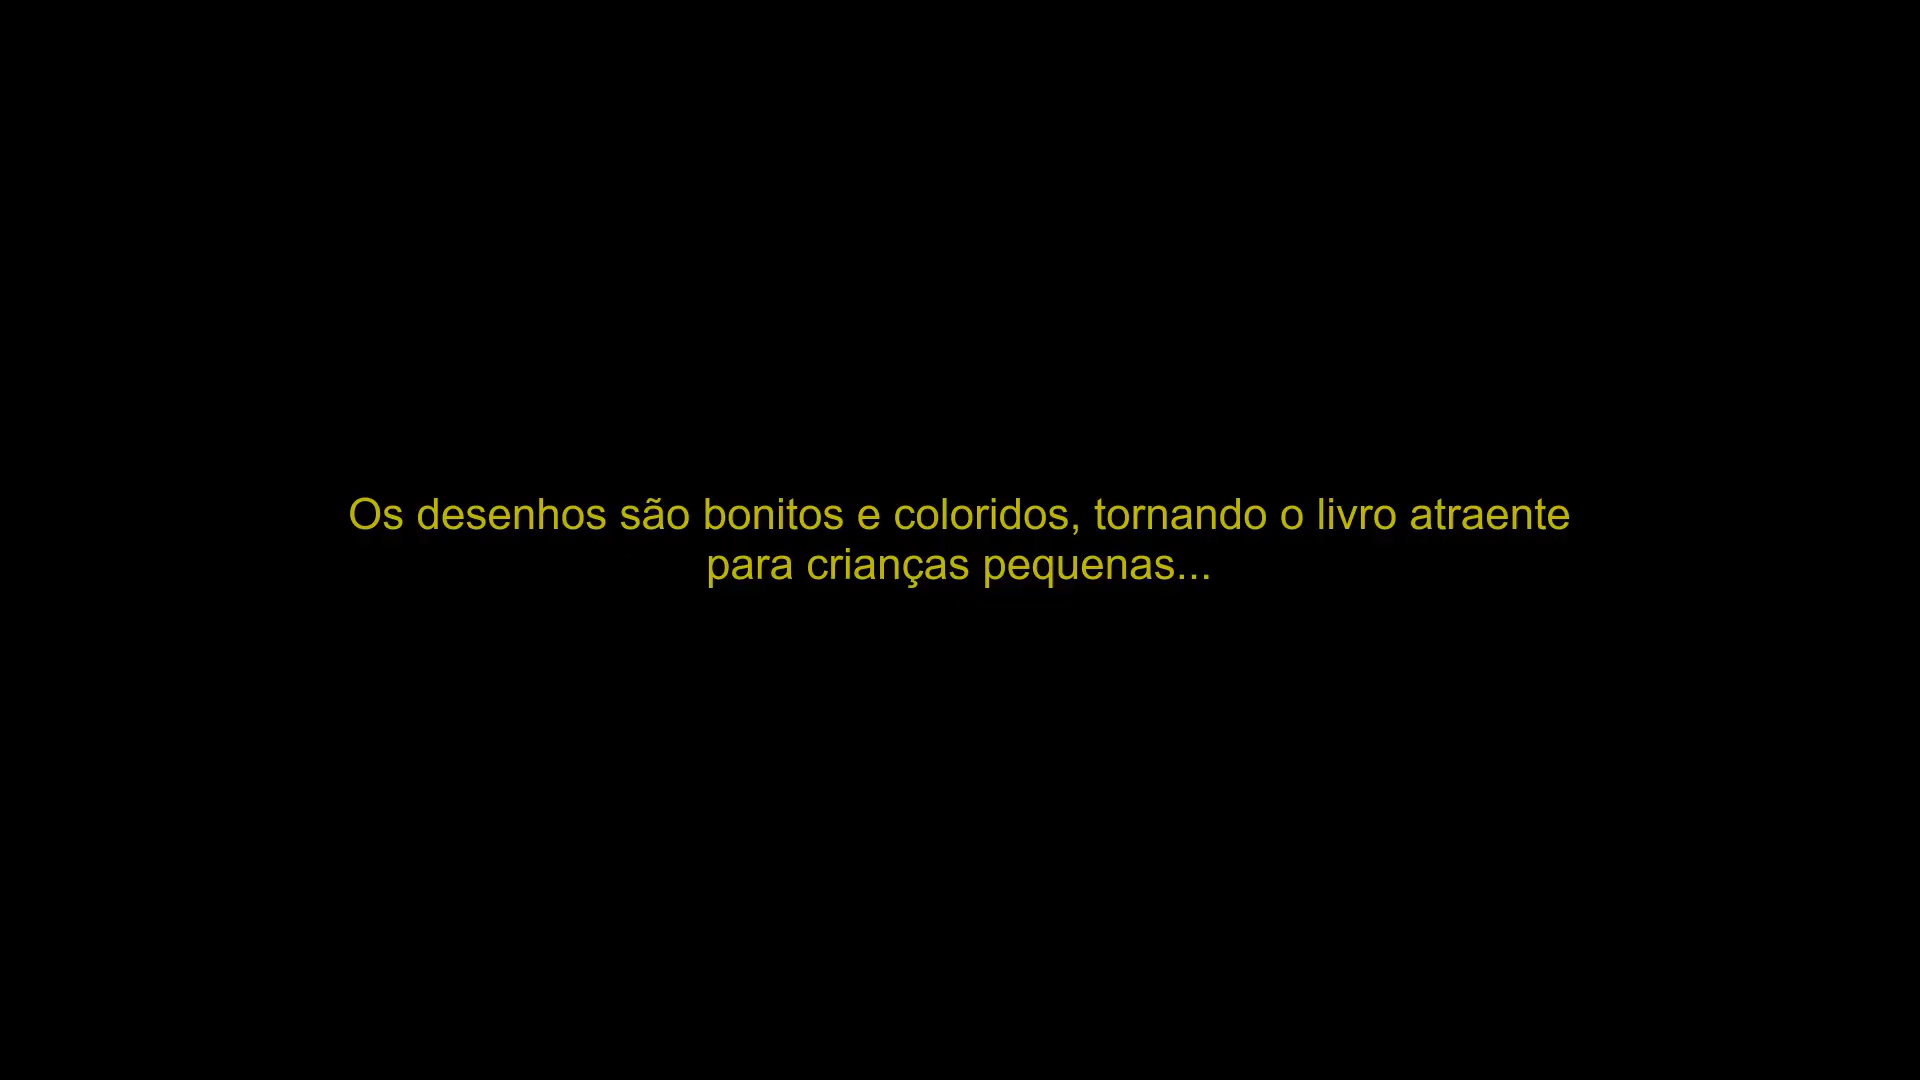 Os desenhos são bonitos e coloridos, tornando o livro atraente
para crianças pequenas...